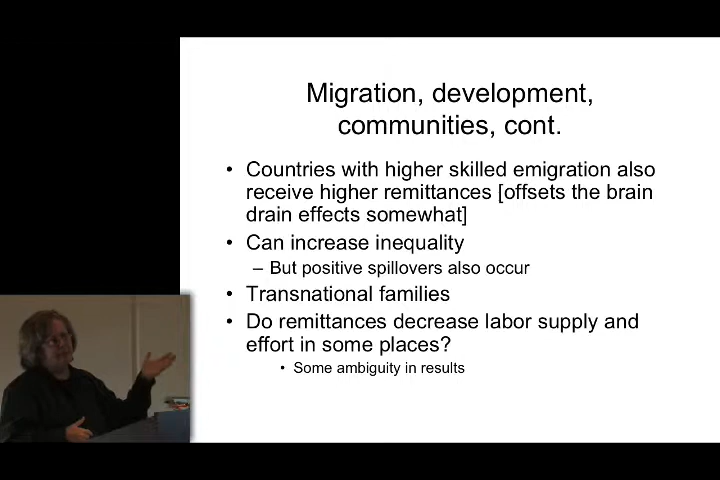 Migration, development,
communities, cont.
• Countries with higher skilled emigration also
receive higher remittances [offsets the brain
drain effects somewhat]
• Can increase inequality
– But positive spillovers also occur
• Transnational families
• Do remittances decrease labor supply and
effort in some places?
• Some ambiguity in results